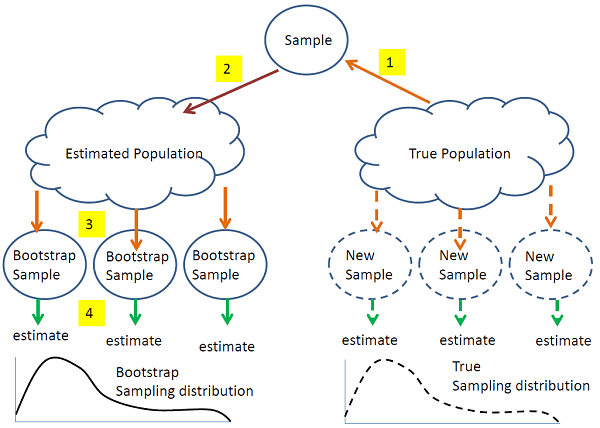 Sample
2
1
Estimated Population
True Population
3
Bootstrap
Sample
Bootstrap
Sample
Bootstrap
Sample
New
Sample
New
Sample
New
Sample
4
estimate
estimate
estimate
estimate
estimate
estimate
Bootstrap
Sampling distribution
True
Sampling distribution